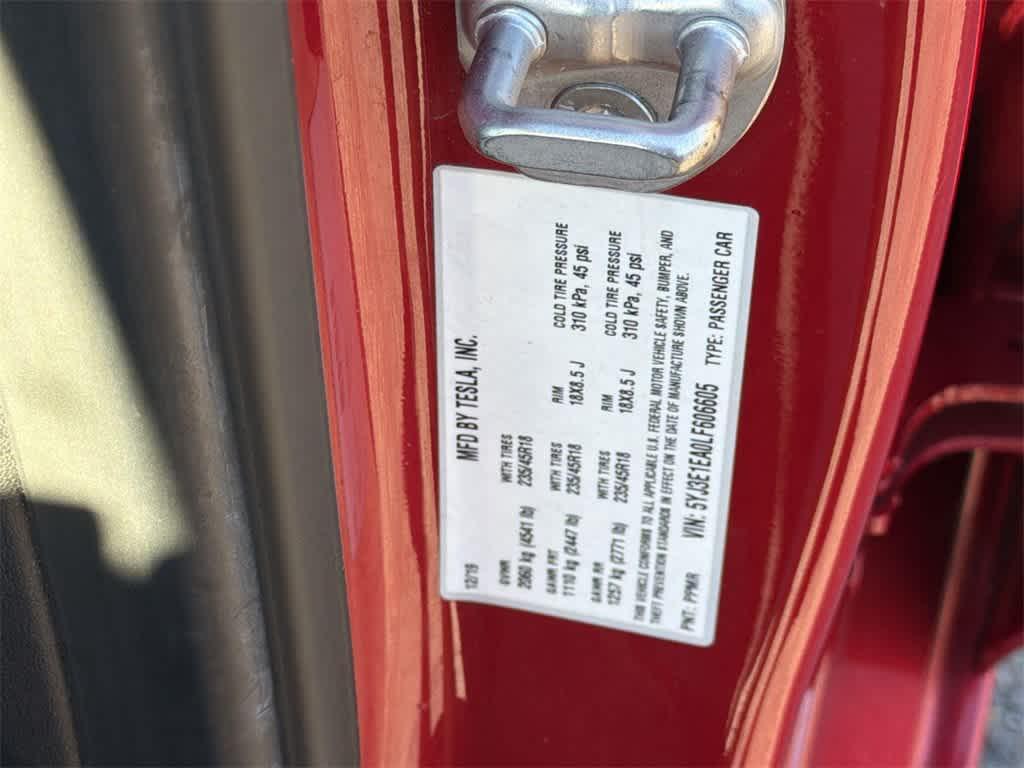 MFD BY TESLA, INC.
12/19
GVWR WITH TIRES
2060 kg (4541 lb) 235/45R18
GAWR FRT WITH TIRES RIM COLD TIRE PRESSURE
1110 kg (2447 lb) 235/45R18 18X8.5 J 310 kPa, 45 psi
GAWR RR WITH TIRES RIM COLD TIRE PRESSURE
1257 kg (2771 lb) 235/45R18 18X8.5 J 310 kPa, 45 psi
THIS VEHICLE CONFORMS TO ALL APPLICABLE U.S. FEDERAL MOTOR VEHICLE SAFETY, BUMPER, AND
THEFT PREVENTION STANDARDS IN EFFECT ON THE DATE OF MANUFACTURE SHOWN ABOVE.
PNT: PPMR VIN: 5YJ3E1EA0LF606605 TYPE: PASSENGER CAR